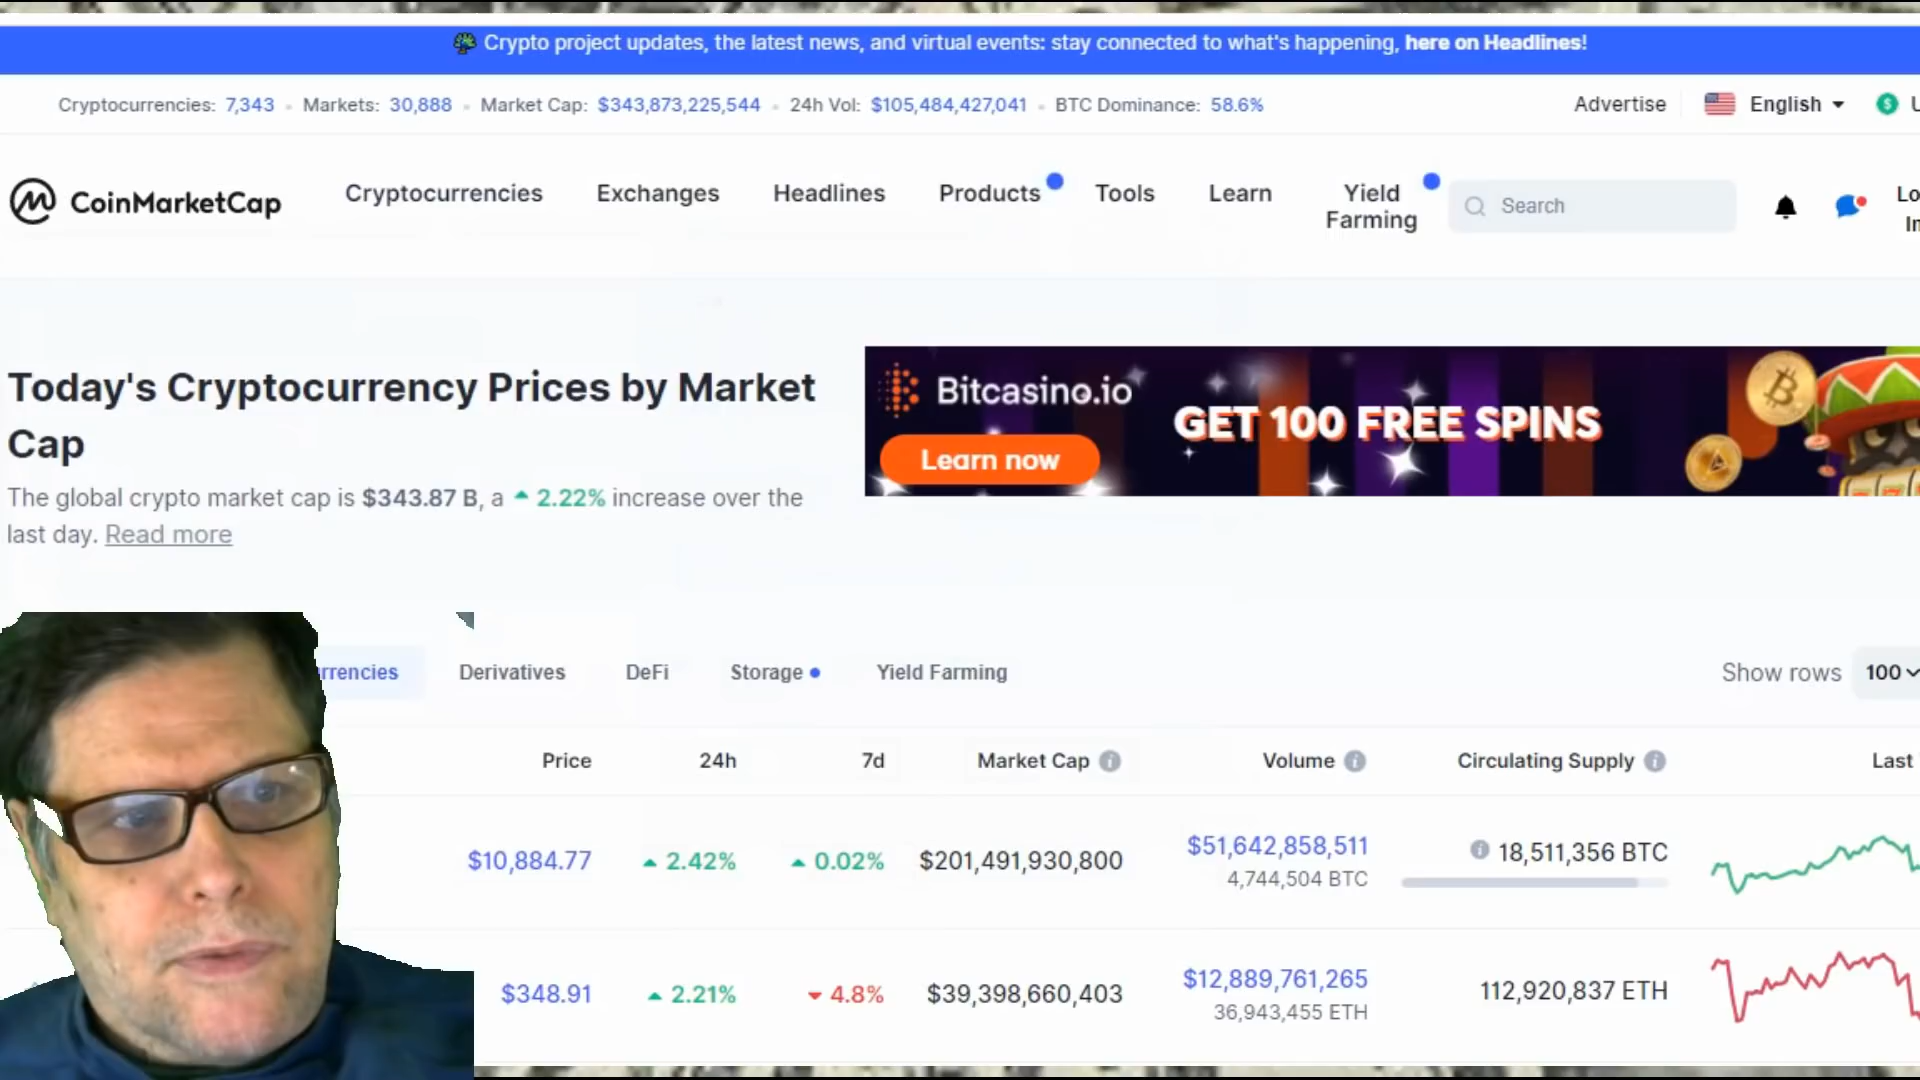 Crypto project updates, the latest news, and virtual events: stay connected to what's happening, here on Headlines!
Cryptocurrencies: 7,343 Markets: 30,888 Market Cap: $343,873,225,544 24h Vol: $105,484,427,041 BTC Dominance: 58.6% Advertise English
CoinMarketCap Cryptocurrencies Exchanges Headlines Products Tools Learn Yield Farming Search
Today's Cryptocurrency Prices by Market
Cap
The global crypto market cap is $343.87 B, a 2.22% increase over the
last day. Read more
Bitcasino.io
Learn now
GET 100 FREE SPINS
rrencies Derivatives DeFi Storage Yield Farming Show rows 100
Price 24h 7d Market Cap Volume Circulating Supply Last
$10,884.77 2.42% 0.02% $201,491,930,800 $51,642,858,511 18,511,356 BTC
4,744,504 BTC
$348.91 2.21% 4.8% $39,398,660,403 $12,889,761,265 112,920,837 ETH
36,943,455 ETH